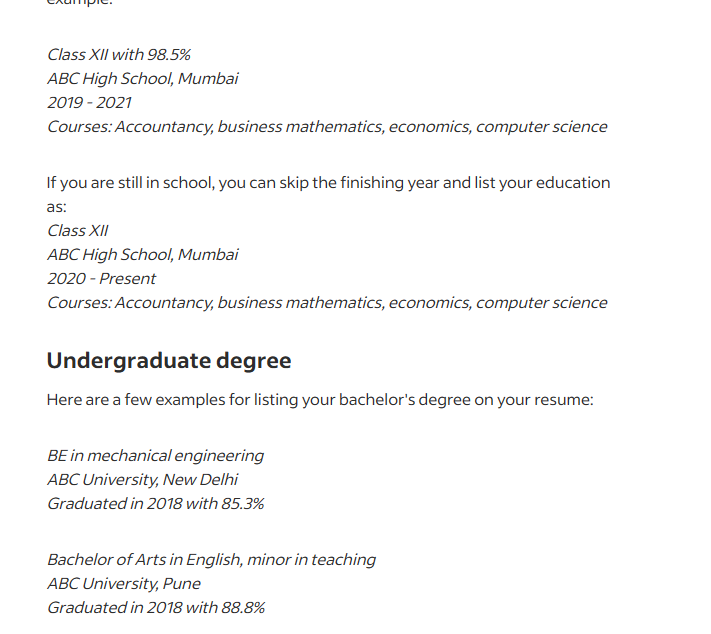 example:
Class XII with 98.5%
ABC High School, Mumbai
2019 - 2021
Courses: Accountancy, business mathematics, economics, computer science
If you are still in school, you can skip the finishing year and list your education
as:
Class XII
ABC High School, Mumbai
2020 - Present
Courses: Accountancy, business mathematics, economics, computer science
Undergraduate degree
Here are a few examples for listing your bachelor's degree on your resume:
BE in mechanical engineering
ABC University, New Delhi
Graduated in 2018 with 85.3%
Bachelor of Arts in English, minor in teaching
ABC University, Pune
Graduated in 2018 with 88.8%